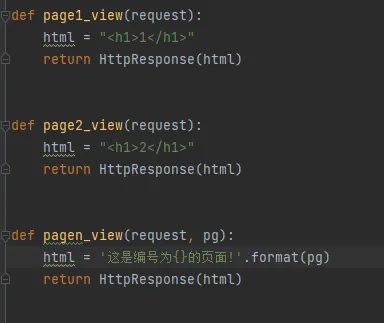 def page1_view(request):
    html = "<h1>1</h1>"
    return HttpResponse(html)
def page2_view(request):
    html = "<h1>2</h1>"
    return HttpResponse(html)
def pagen_view(request, pg):
    html = '这是编号为{}的页面!'.format(pg)
    return HttpResponse(html)